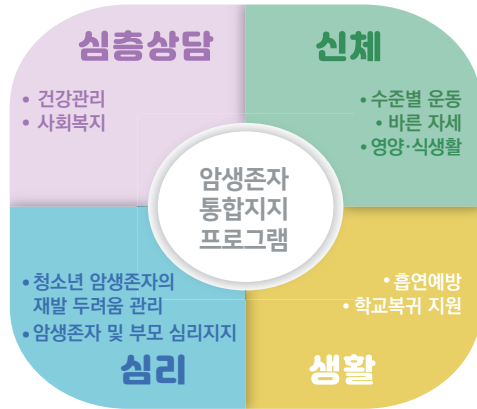 심층상담
• 건강관리
• 사회복지
신체
• 수준별 운동
• 바른 자세
• 영양·식생활
암생존자
통합지지
프로그램
• 청소년 암생존자의
재발 두려움 관리
• 암생존자 및 부모 심리지지
심리
• 흡연예방
• 학교복귀 지원
생활